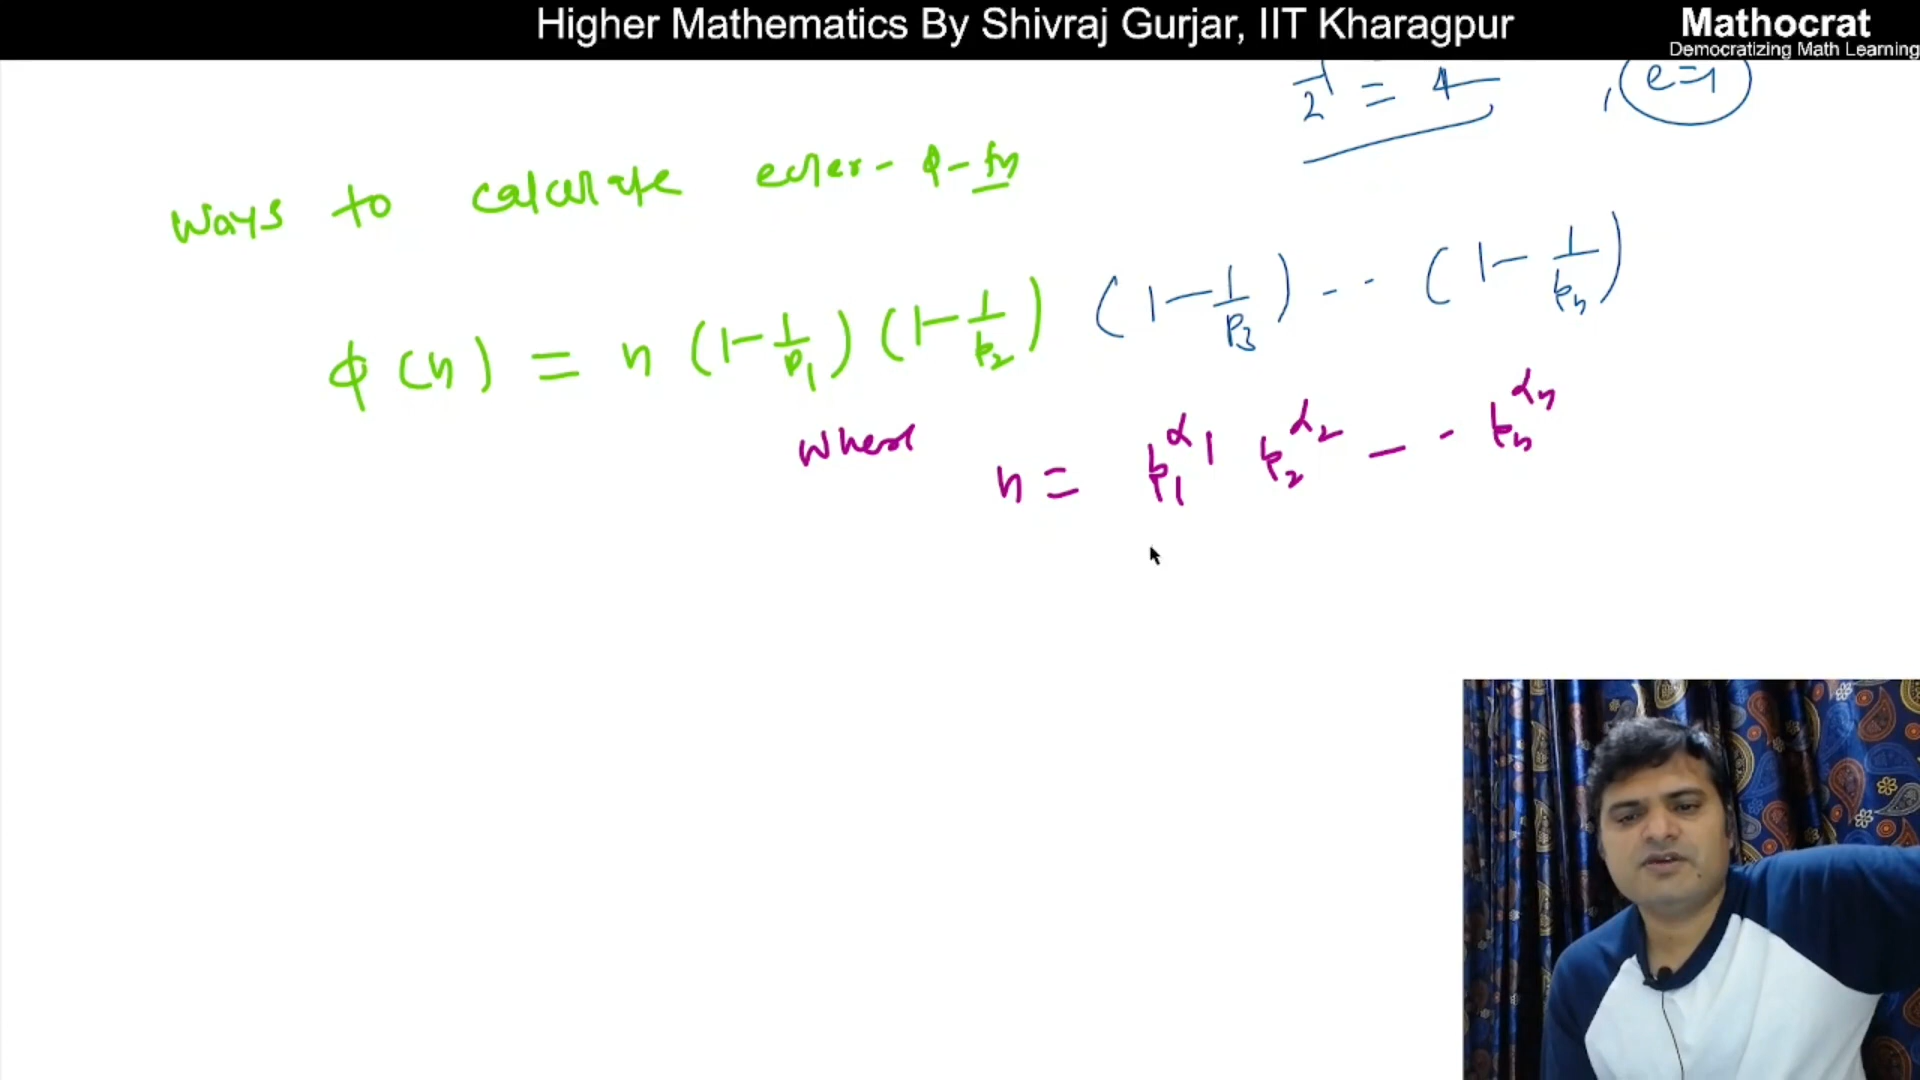 Higher Mathematics By Shivraj Gurjar, IIT Kharagpur
Mathocrat
Democratizing Math Learning
1/2 = 4 , e=1
Ways to calculate euler - ϕ - fn
ϕ(n) = n (1 - 1/p₁) (1 - 1/p₂) (1 - 1/p₃) - - (1 - 1/pₙ)
where
n = p₁^α₁ p₂^α₂ - - pₙ^αₙ